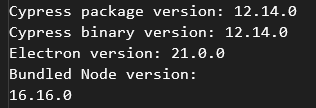 Cypress package version: 12.14.0
Cypress binary version: 12.14.0
Electron version: 21.0.0
Bundled Node version:
16.16.0